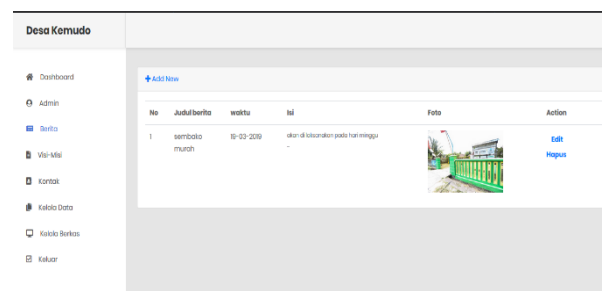 Desa Kemudo
Dashboard
Admin
Berita
Visi-Misi
Kontak
Kelola Data
Kelola Berkas
Keluar
+Add New
No Judul berita waktu Isi Foto Action
1 sembako 19-03-2019 akan di laksanakan pada hari minggu Edit
murah - Hapus